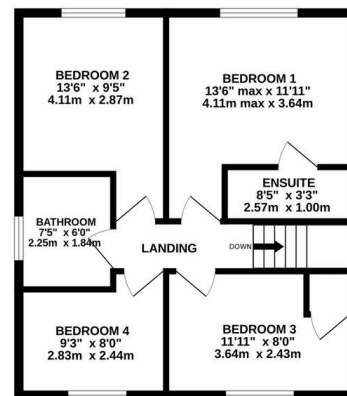 BEDROOM 2
13'6" x 9'5"
4.11m x 2.87m
BEDROOM 1
13'6" max x 11'11"
4.11m max x 3.64m
ENSUITE
8'5" x 3'3"
2.57m x 1.00m
BATHROOM
7'5" x 6'0"
2.25m x 1.84m
LANDING
DOWN
BEDROOM 4
9'3" x 8'0"
2.83m x 2.44m
BEDROOM 3
11'11" x 8'0"
3.64m x 2.43m